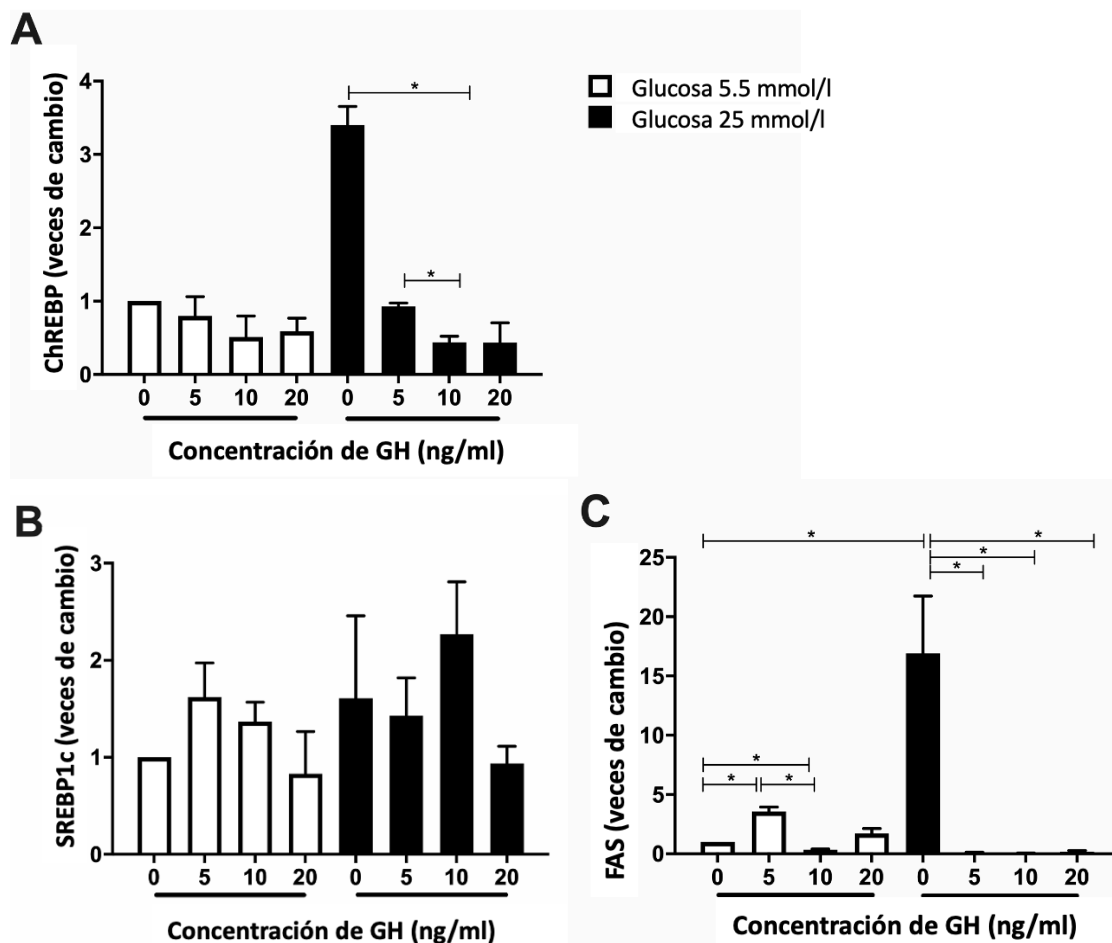 A
ChREBP (veces de cambio)
4
3
2
1
0
*
*
0 5 10 20 0 5 10 20
Concentración de GH (ng/ml)
Glucosa 5.5 mmol/l
Glucosa 25 mmol/l
B
SREBP1c (veces de cambio)
3
2
1
0
0 5 10 20 0 5 10 20
Concentración de GH (ng/ml)
C
FAS (veces de cambio)
25
20
15
10
5
0
* *
*
*
*
* *
0 5 10 20 0 5 10 20
Concentración de GH (ng/ml)